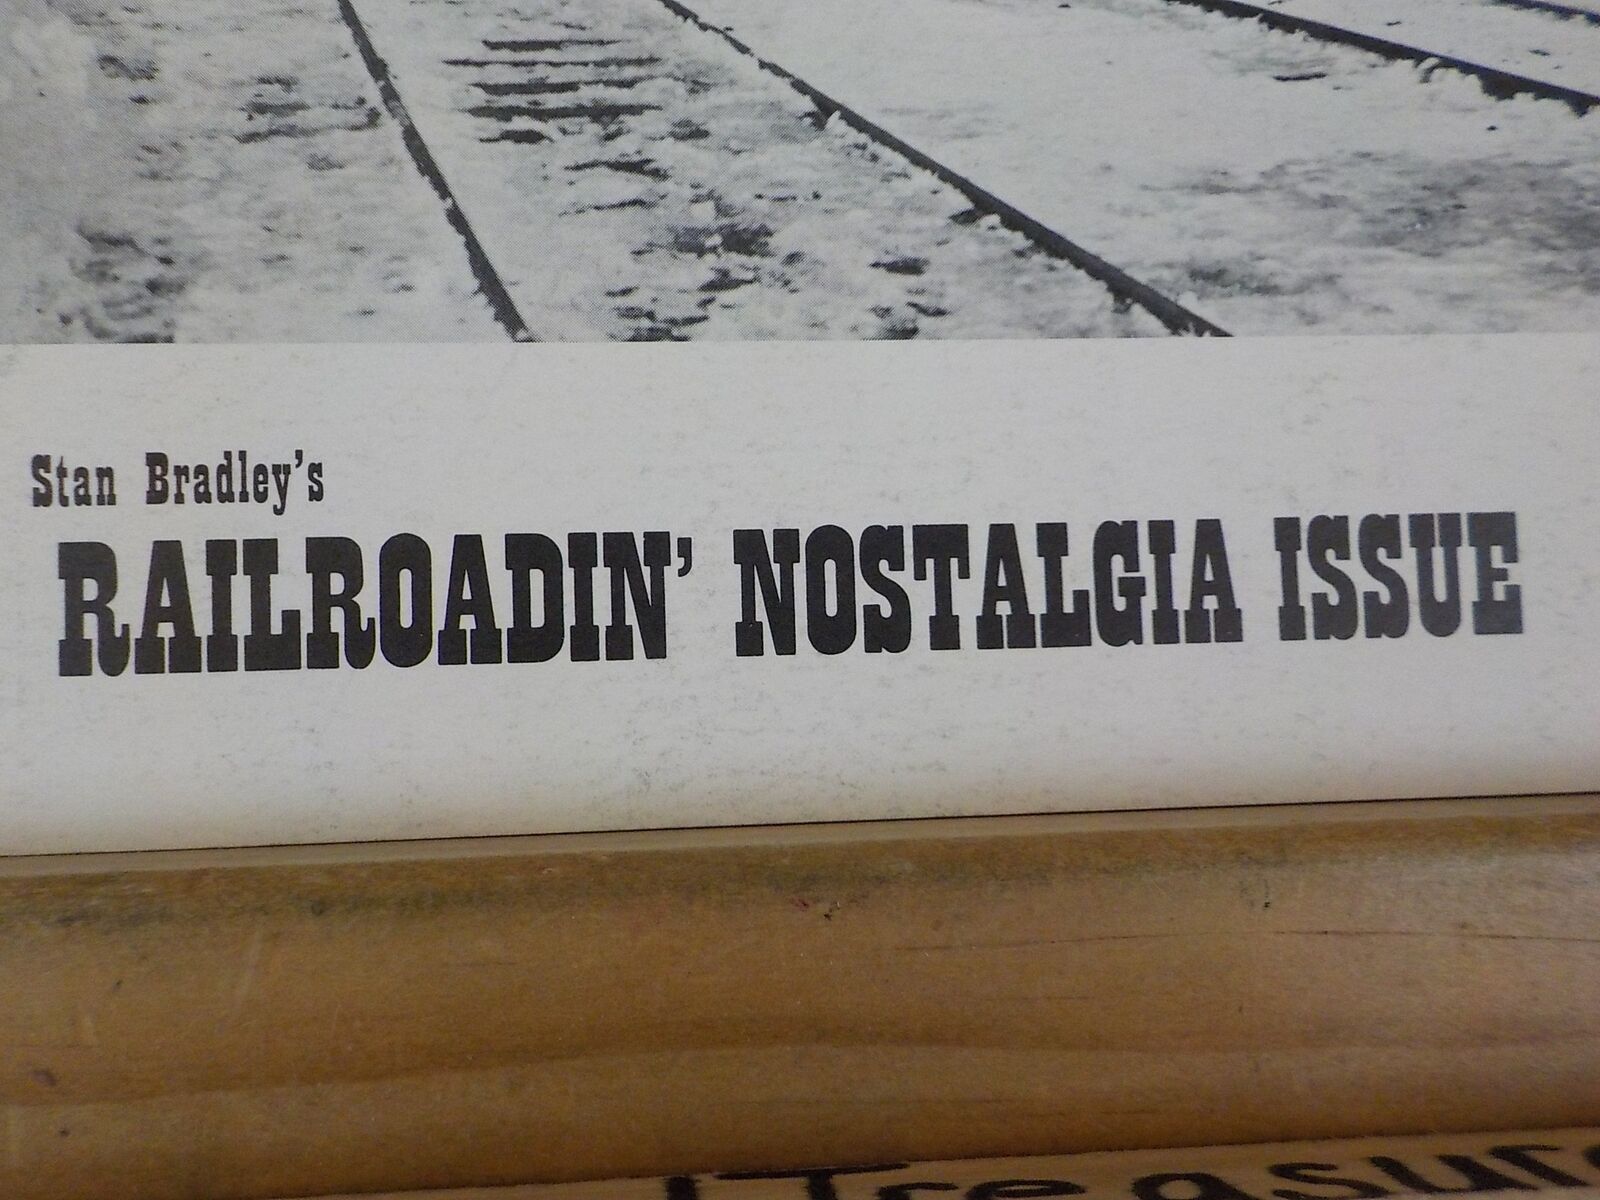 Stan Bradley's
RAILROADIN' NOSTALGIA ISSUE